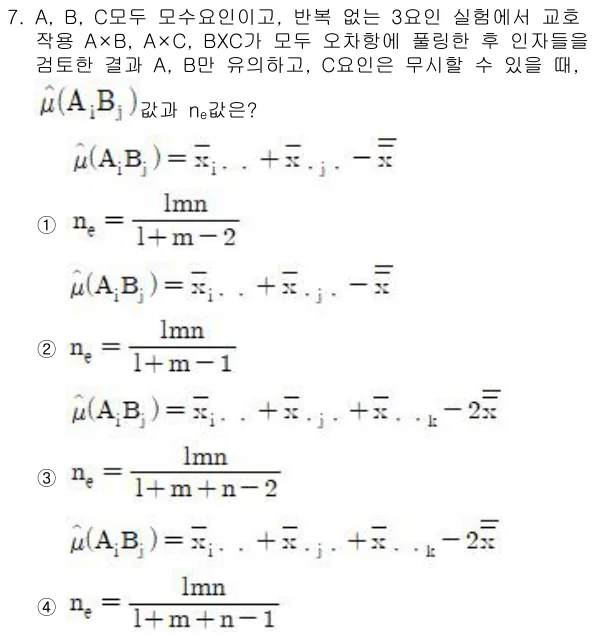 7. A, B, C모두 모수요인이고, 반복 없는 3요인 실험에서 교호
작용 A×B, A×C, BXC가 모두 오차항에 풀링한 후 인자들을
검토한 결과 A, B만 유의하고, C요인은 무시할 수 있을 때,
μ̂(AᵢBⱼ)값과 nₑ값은?
μ̂(AᵢBⱼ) = x̄ᵢ. . + x̄.ⱼ. − x̿
① nₑ = lmn / (l+m−2)
μ̂(AᵢBⱼ) = x̄ᵢ. . + x̄.ⱼ. − x̿
② nₑ = lmn / (l+m−1)
μ̂(AᵢBⱼ) = x̄ᵢ. . + x̄.ⱼ. + x̄. .ₖ − 2x̿
③ nₑ = lmn / (l+m+n−2)
μ̂(AᵢBⱼ) = x̄ᵢ. . + x̄.ⱼ. + x̄. .ₖ − 2x̿
④ nₑ = lmn / (l+m+n−1)